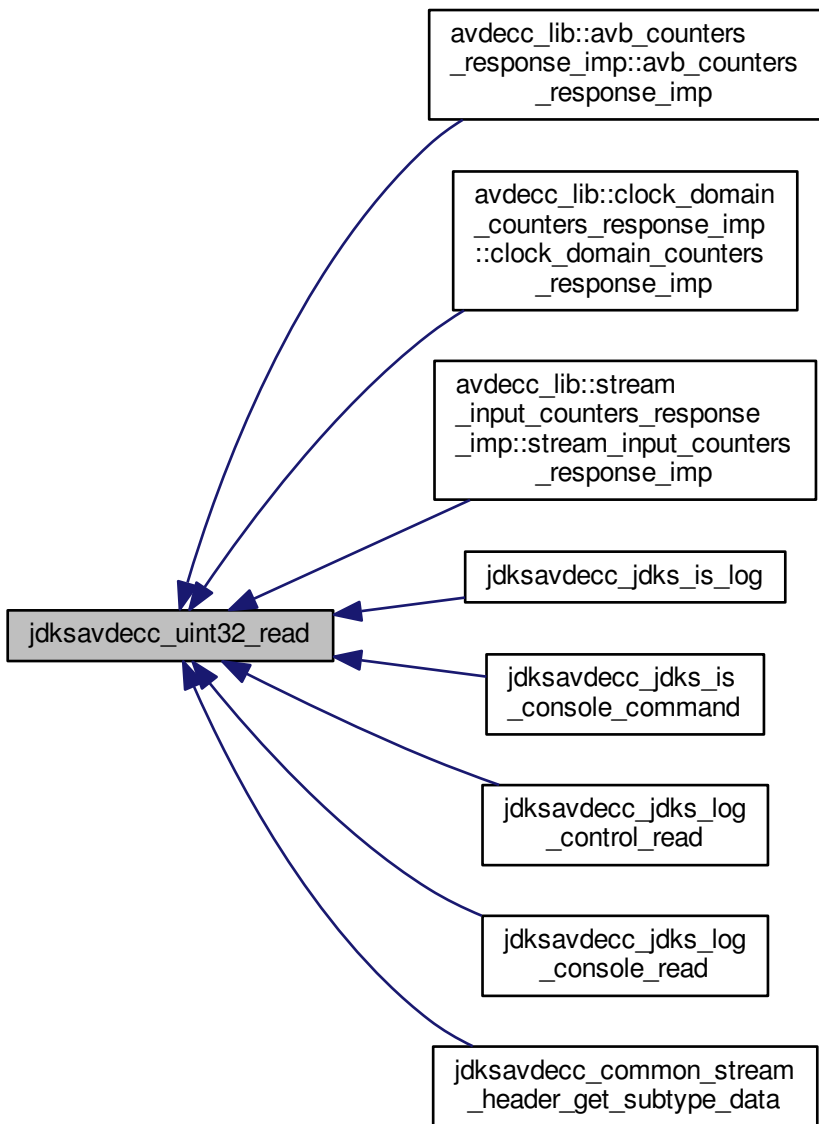 avdecc_lib::avb_counters
_response_imp::avb_counters
_response_imp
avdecc_lib::clock_domain
_counters_response_imp
::clock_domain_counters
_response_imp
avdecc_lib::stream
_input_counters_response
_imp::stream_input_counters
_response_imp
jdksavdecc_jdks_is_log
jdksavdecc_uint32_read
jdksavdecc_jdks_is
_console_command
jdksavdecc_jdks_log
_control_read
jdksavdecc_jdks_log
_console_read
jdksavdecc_common_stream
_header_get_subtype_data